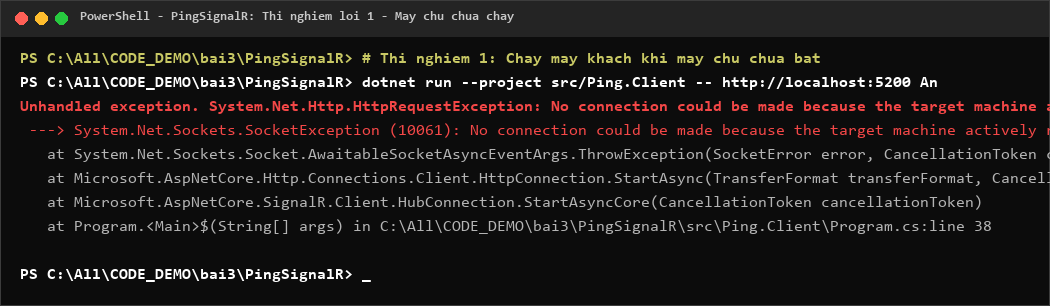 PowerShell - PingSignalR: Thi nghiem loi 1 - May chu chua chay
PS C:\All\CODE_DEMO\bai3\PingSignalR> # Thi nghiem 1: Chay may khach khi may chu chua bat
PS C:\All\CODE_DEMO\bai3\PingSignalR> dotnet run --project src/Ping.Client -- http://localhost:5200 An
Unhandled exception. System.Net.Http.HttpRequestException: No connection could be made because the target machine
---> System.Net.Sockets.SocketException (10061): No connection could be made because the target machine actively
at System.Net.Sockets.Socket.AwaitableSocketAsyncEventArgs.ThrowException(SocketError error, CancellationToken
at Microsoft.AspNetCore.Http.Connections.Client.HttpConnection.StartAsync(TransferFormat transferFormat, Cancell
at Microsoft.AspNetCore.SignalR.Client.HubConnection.StartAsyncCore(CancellationToken cancellationToken)
at Program.<Main>$(String[] args) in C:\All\CODE_DEMO\bai3\PingSignalR\src\Ping.Client\Program.cs:line 38
PS C:\All\CODE_DEMO\bai3\PingSignalR> _